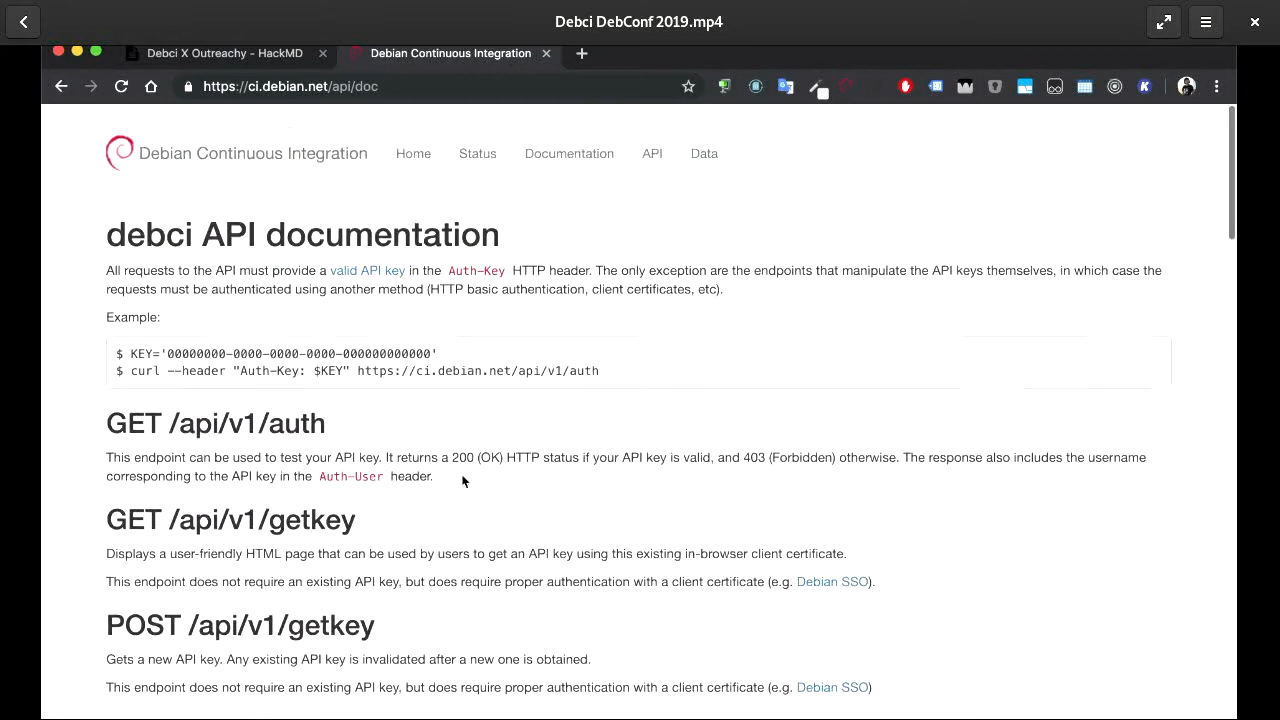 Debci DebConf 2019.mp4
Debci X Outreachy - HackMD
Debian Continuous Integration
https://ci.debian.net/api/doc
Debian Continuous Integration
Home
Status
Documentation
API
Data
debci API documentation
All requests to the API must provide a valid API key in the Auth-Key HTTP header. The only exception are the endpoints that manipulate the API keys themselves, in which case the
requests must be authenticated using another method (HTTP basic authentication, client certificates, etc).
Example:
$ KEY='00000000-0000-0000-0000-000000000000'
$ curl --header "Auth-Key: $KEY" https://ci.debian.net/api/v1/auth
GET /api/v1/auth
This endpoint can be used to test your API key. It returns a 200 (OK) HTTP status if your API key is valid, and 403 (Forbidden) otherwise. The response also includes the username
corresponding to the API key in the Auth-User header.
GET /api/v1/getkey
Displays a user-friendly HTML page that can be used by users to get an API key using this existing in-browser client certificate.
This endpoint does not require an existing API key, but does require proper authentication with a client certificate (e.g. Debian SSO).
POST /api/v1/getkey
Gets a new API key. Any existing API key is invalidated after a new one is obtained.
This endpoint does not require an existing API key, but does require proper authentication with a client certificate (e.g. Debian SSO)